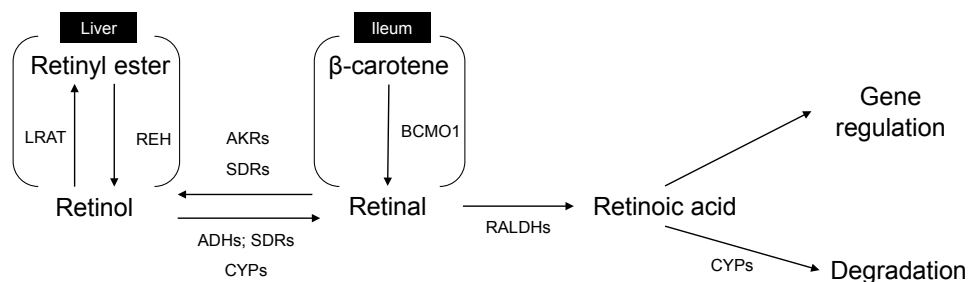 Liver
Ileum
Retinyl ester
β-carotene
Gene
regulation
LRAT
REH
AKRs
SDRs
BCMO1
Retinol
Retinal
Retinoic acid
RALDHs
ADHs; SDRs
CYPs
CYPs
Degradation